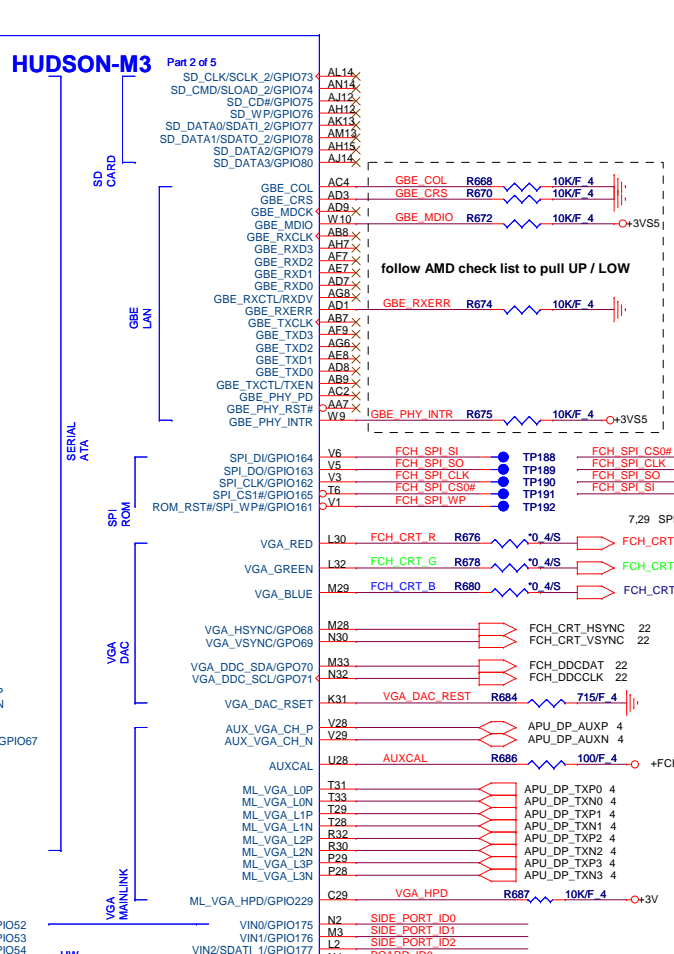 HUDSON-M3 Part 2 of 5
SD_CLK/SCLK_2/GPIO73 AL14
SD_CMD/SLOAD_2/GPIO74 AN14
SD_CD#/GPIO75 AJ12
SD_WP/GPIO76 AH12
SD_DATA0/SDATI_2/GPIO77 AK13
SD_DATA1/SDATO_2/GPIO78 AM13
SD_DATA2/GPIO79 AH15
SD_DATA3/GPIO80 AJ14
SD CARD
GBE_COL AC4 GBE_COL R668 10K/F_4
GBE_CRS AD3 GBE_CRS R670 10K/F_4
GBE_MDCK AD9
GBE_MDIO W10 GBE_MDIO R672 10K/F_4 +3VS5
GBE_RXCLK AB8
GBE_RXD3 AH7
GBE_RXD2 AF7
GBE_RXD1 AE7
GBE_RXD0 AD7
follow AMD check list to pull UP / LOW
GBE_RXCTL/RXDV AG8
GBE_RXERR AD1 GBE_RXERR R674 10K/F_4
GBE LAN
GBE_TXCLK AB7
GBE_TXD3 AF9
GBE_TXD2 AG6
GBE_TXD1 AE8
GBE_TXD0 AD8
GBE_TXCTL/TXEN AB9
GBE_PHY_PD AC2
GBE_PHY_RST# AA7
GBE_PHY_INTR W9 GBE_PHY_INTR R675 10K/F_4 +3VS5
SERIAL ATA
SPI_DI/GPIO164 V6 FCH_SPI_SI TP188 FCH_SPI_CS0#
SPI_DO/GPIO163 V5 FCH_SPI_SO TP189 FCH_SPI_CLK
SPI_CLK/GPIO162 V3 FCH_SPI_CLK TP190 FCH_SPI_SO
SPI_CS1#/GPIO165 T6 FCH_SPI_CS0# TP191 FCH_SPI_SI
ROM_RST#/SPI_WP#/GPIO161 V1 FCH_SPI_WP TP192
SPI ROM
7,29 SPI
VGA_RED L30 FCH_CRT_R R676 *0_4/S FCH_CRT
VGA_GREEN L32 FCH_CRT_G R678 *0_4/S FCH_CRT
VGA_BLUE M29 FCH_CRT_B R680 *0_4/S FCH_CRT
VGA_HSYNC/GPO68 M28 FCH_CRT_HSYNC 22
VGA_VSYNC/GPO69 N30 FCH_CRT_VSYNC 22
VGA DAC
VGA_DDC_SDA/GPO70 M33 FCH_DDCDAT 22
VGA_DDC_SCL/GPO71 N32 FCH_DDCCLK 22
VGA_DAC_RSET K31 VGA_DAC_REST R684 715/F_4
AUX_VGA_CH_P V28 APU_DP_AUXP 4
AUX_VGA_CH_N V29 APU_DP_AUXN 4
GPIO67
AUXCAL U28 AUXCAL R686 100/F_4 +FCH
ML_VGA_L0P T31 APU_DP_TXP0 4
ML_VGA_L0N T33 APU_DP_TXN0 4
ML_VGA_L1P T29 APU_DP_TXP1 4
ML_VGA_L1N T28 APU_DP_TXN1 4
ML_VGA_L2P R32 APU_DP_TXP2 4
ML_VGA_L2N R30 APU_DP_TXN2 4
ML_VGA_L3P P29 APU_DP_TXP3 4
ML_VGA_L3N P28 APU_DP_TXN3 4
VGA MAINLINK
ML_VGA_HPD/GPIO229 C29 VGA_HPD R687 10K/F_4 +3V
PIO52 VIN0/GPIO175 N2 SIDE_PORT_ID0
PIO53 VIN1/GPIO176 M3 SIDE_PORT_ID1
PIO54 VIN2/SDATI_1/GPIO177 L2 SIDE_PORT_ID2